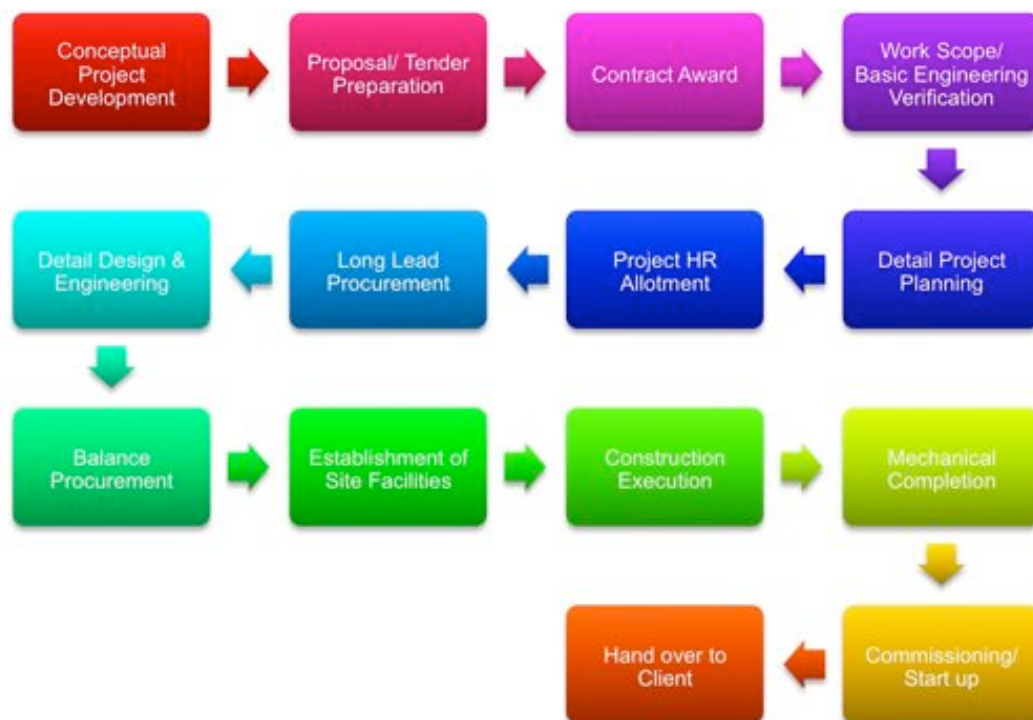 Conceptual
Project
Development
Proposal/ Tender
Preparation
Contract Award
Work Scope/
Basic Engineering
Verification
Detail Project
Planning
Project HR
Allotment
Long Lead
Procurement
Detail Design &
Engineering
Balance
Procurement
Establishment of
Site Facilities
Construction
Execution
Mechanical
Completion
Commissioning/
Start up
Hand over to
Client